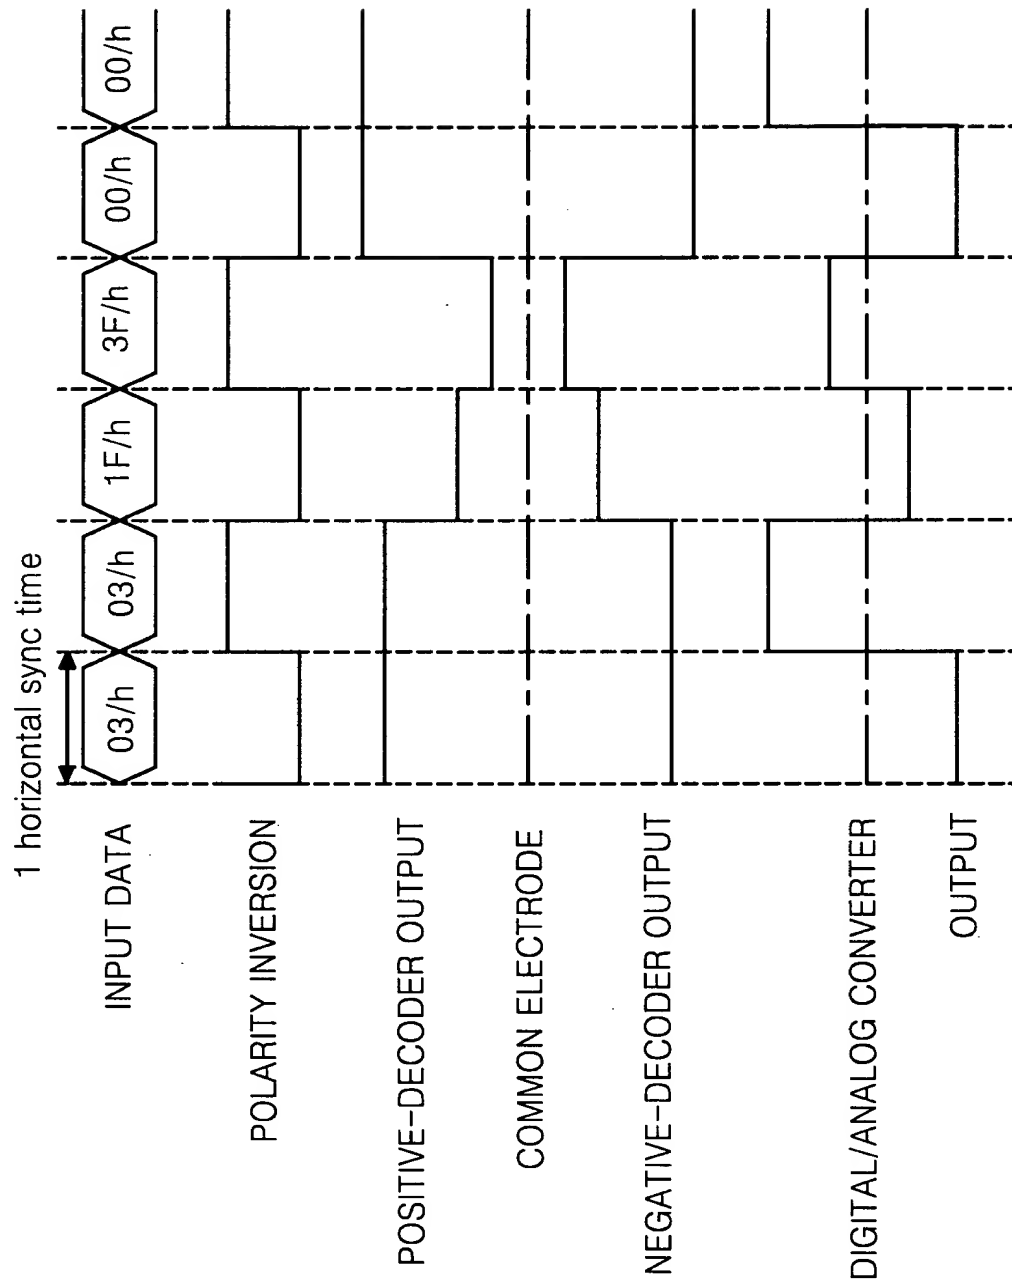 1 horizontal sync time
INPUT DATA
03/h
03/h
1F/h
3F/h
00/h
00/h
POLARITY INVERSION
POSITIVE-DECODER OUTPUT
COMMON ELECTRODE
NEGATIVE-DECODER OUTPUT
DIGITAL/ANALOG CONVERTER
OUTPUT